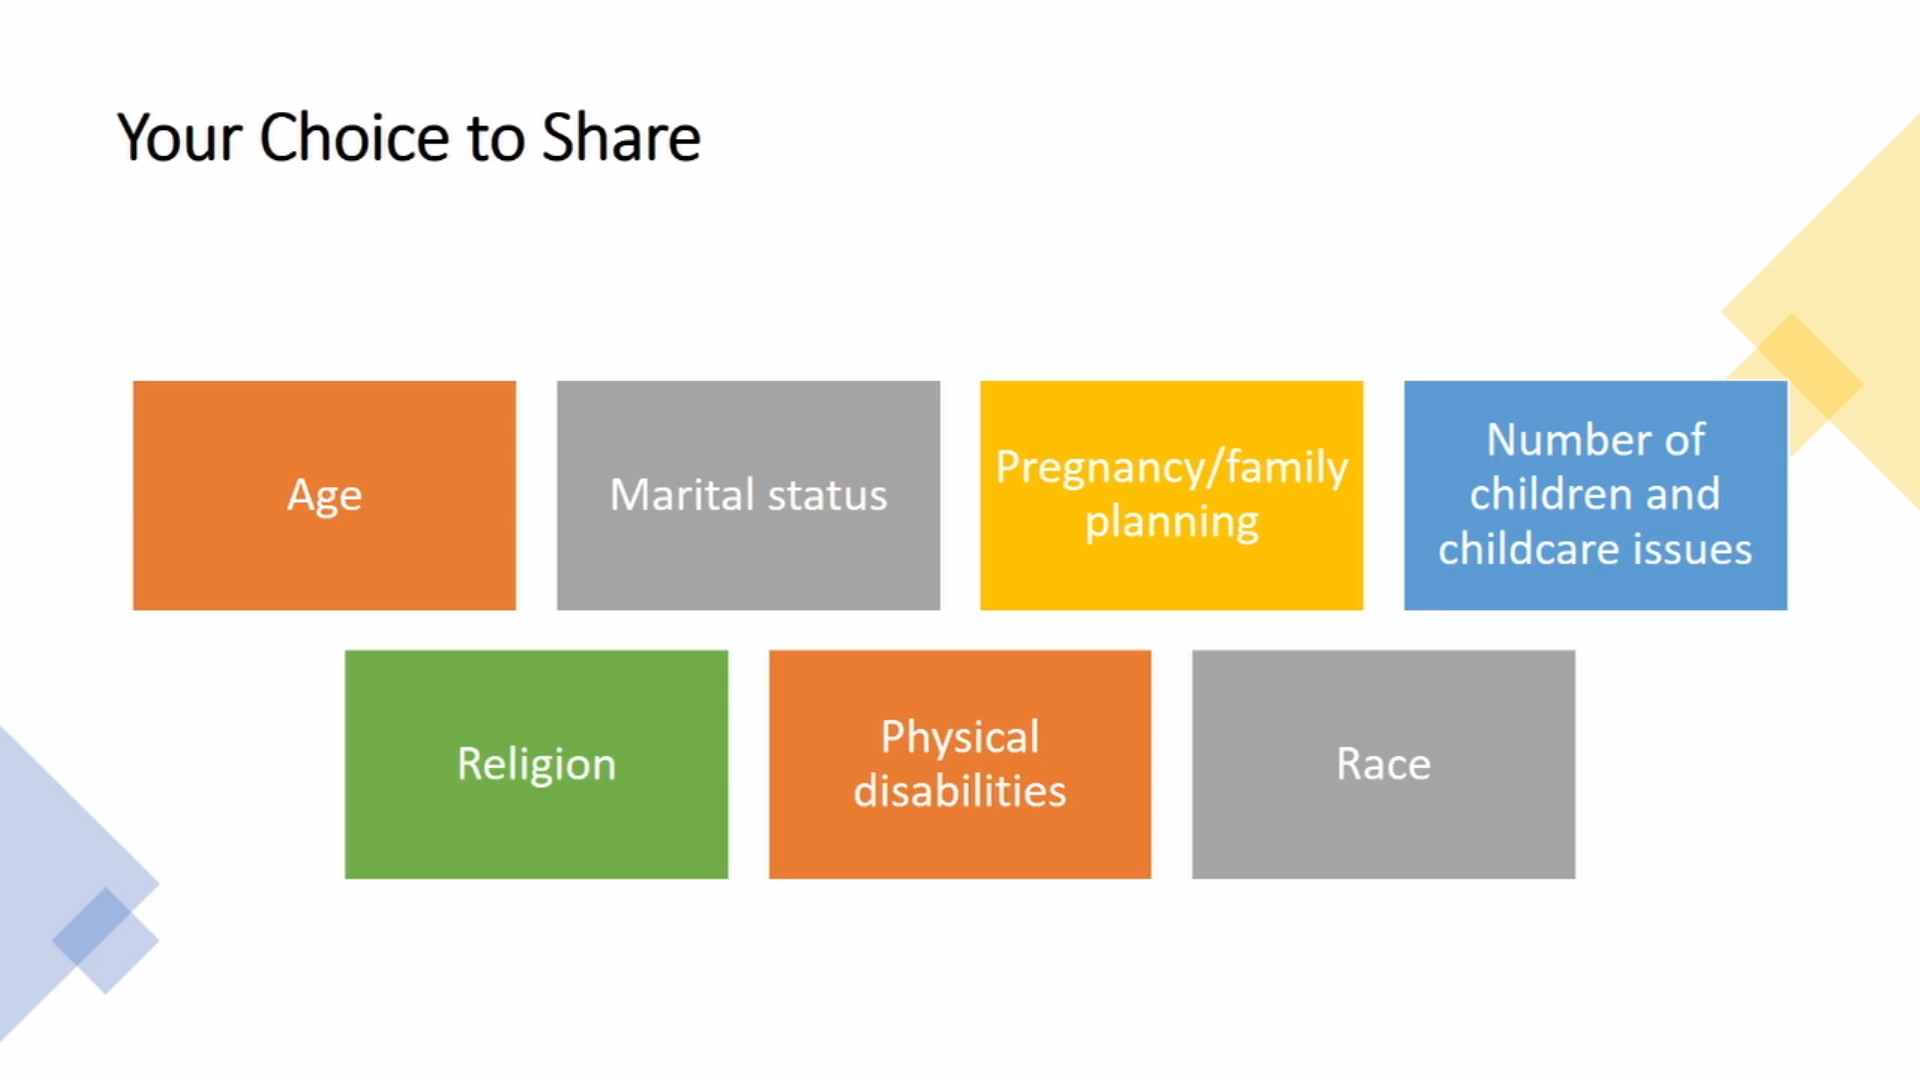 Your Choice to Share
Age
Marital status
Pregnancy/family
planning
Number of
children and
childcare issues
Religion
Physical
disabilities
Race